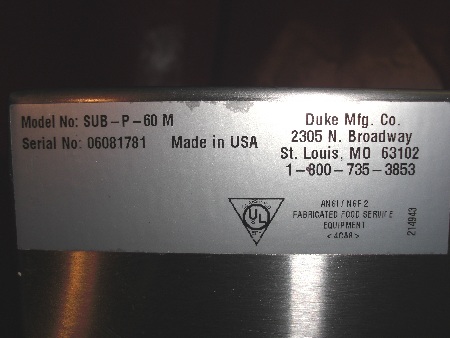 Model No: SUB-P-60 M
Serial No: 06081781 Made in USA
Duke Mfg. Co.
2305 N. Broadway
St. Louis, MO 63102
1-800-735-3853
UL
ANSI / NSF 2
FABRICATED FOOD SERVICE
EQUIPMENT
< 4CA8 >
214943